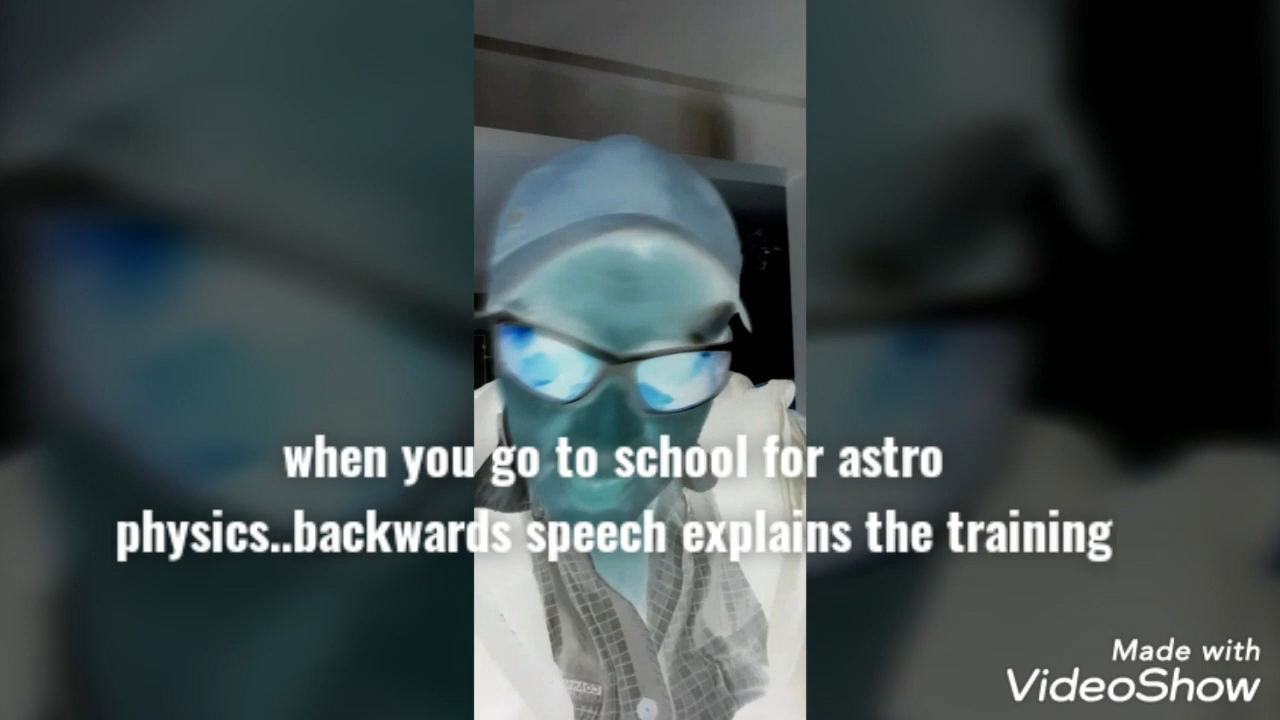 when you go to school for astro
physics..backwards speech explains the training
Made with
VideoShow